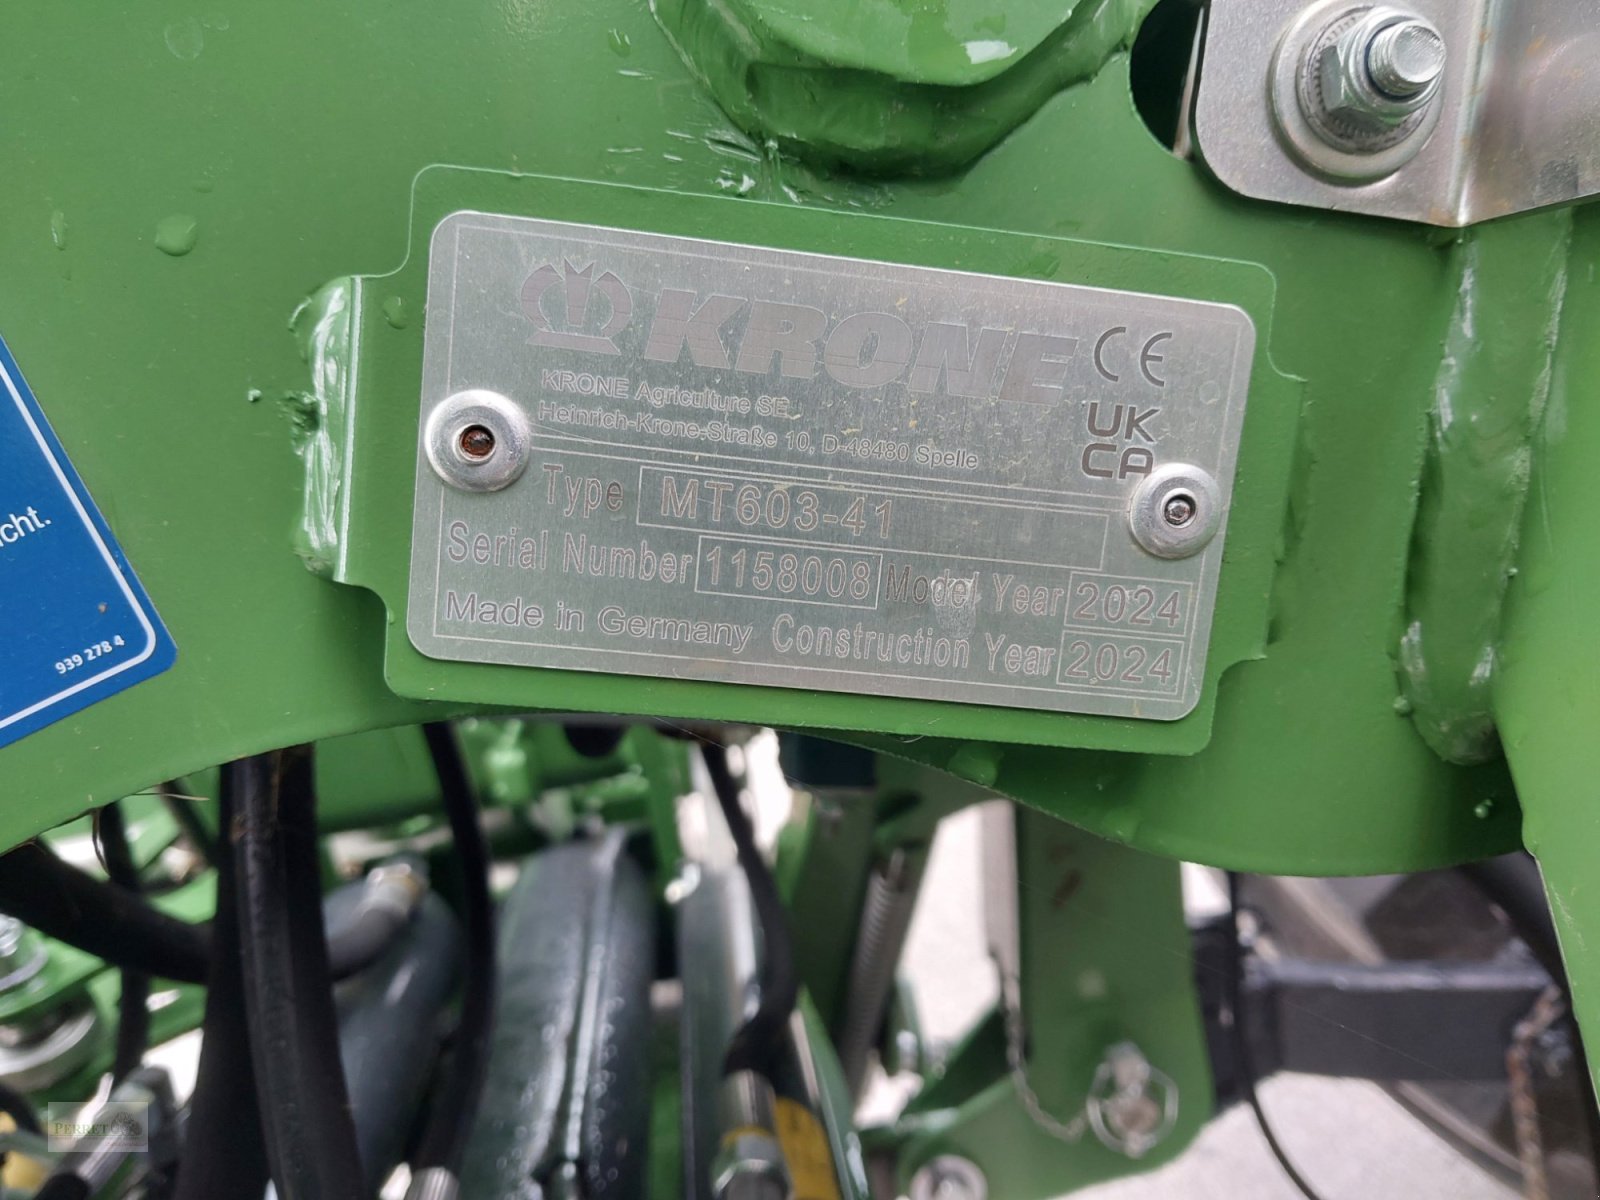 KRONE
CE
KRONE Agriculture SE
Heinrich-Krone-Straße 10, D-48480 Spelle
UK
CA
Type MT603-41
Serial Number 1158008 Model Year 2024
Made in Germany Construction Year 2024
cht.
939 278 4
PERRET